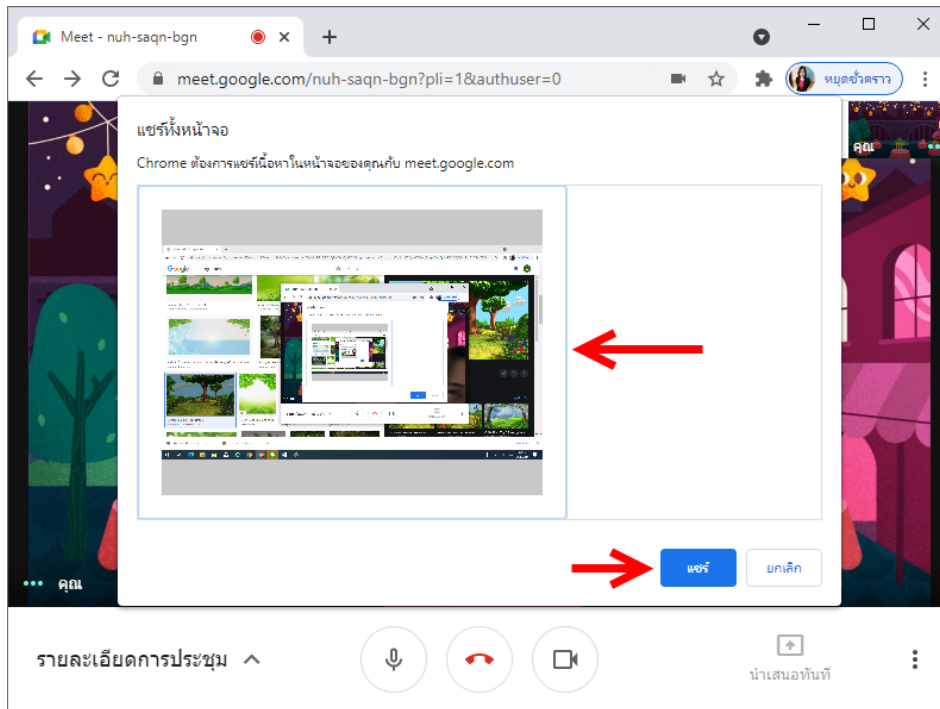 Meet - nuh-saqn-bgn
meet.google.com/nuh-saqn-bgn?pli=1&authuser=0
หยุดชั่วคราว
แชร์ทั้งหน้าจอ
Chrome ต้องการแชร์เนื้อหาในหน้าจอของคุณกับ meet.google.com
คุณ
Google
แชร์
ยกเลิก
คุณ
รายละเอียดการประชุม
นำเสนอทันที